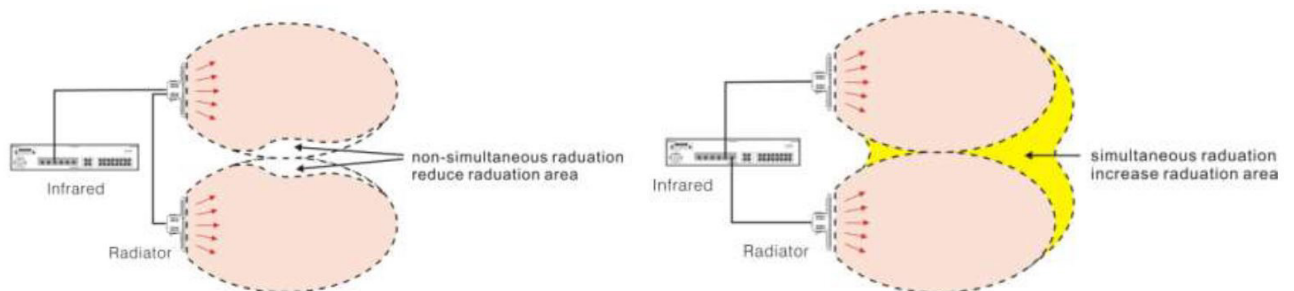 Infrared
Radiator
non-simultaneous raduation
reduce raduation area
Infrared
Radiator
simultaneous raduation
increase raduation area